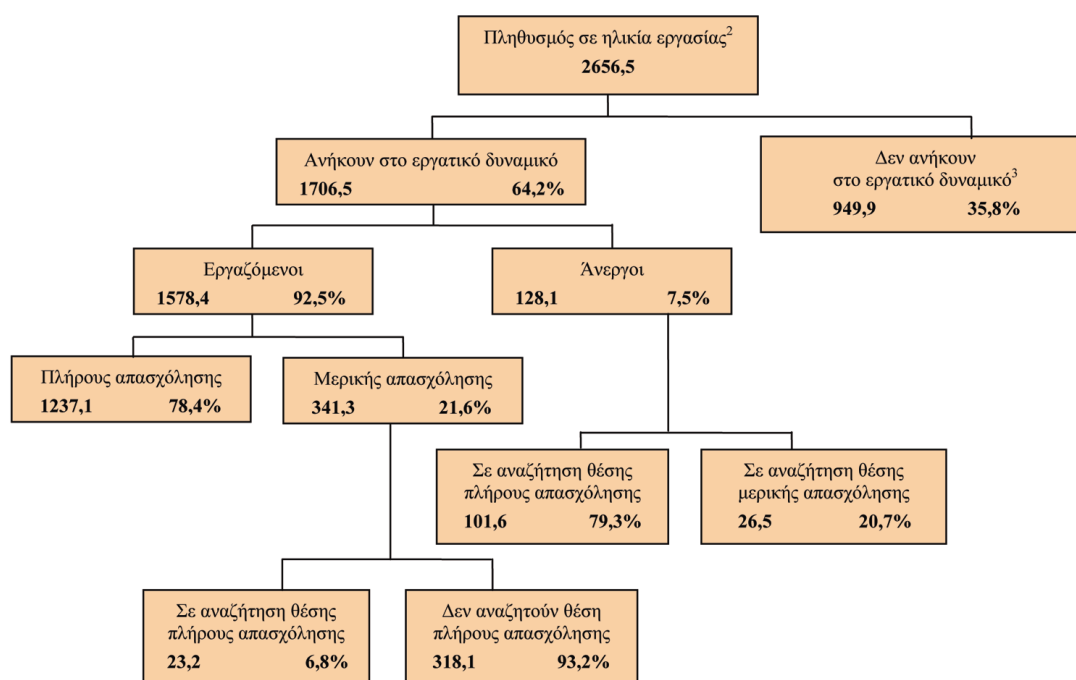 Πληθυσμός σε ηλικία εργασίας²
2656,5
Ανήκουν στο εργατικό δυναμικό
1706,5 64,2%
Δεν ανήκουν
στο εργατικό δυναμικό³
949,9 35,8%
Εργαζόμενοι
1578,4 92,5%
Άνεργοι
128,1 7,5%
Πλήρους απασχόλησης
1237,1 78,4%
Μερικής απασχόλησης
341,3 21,6%
Σε αναζήτηση θέσης
πλήρους απασχόλησης
101,6 79,3%
Σε αναζήτηση θέσης
μερικής απασχόλησης
26,5 20,7%
Σε αναζήτηση θέσης
πλήρους απασχόλησης
23,2 6,8%
Δεν αναζητούν θέση
πλήρους απασχόλησης
318,1 93,2%